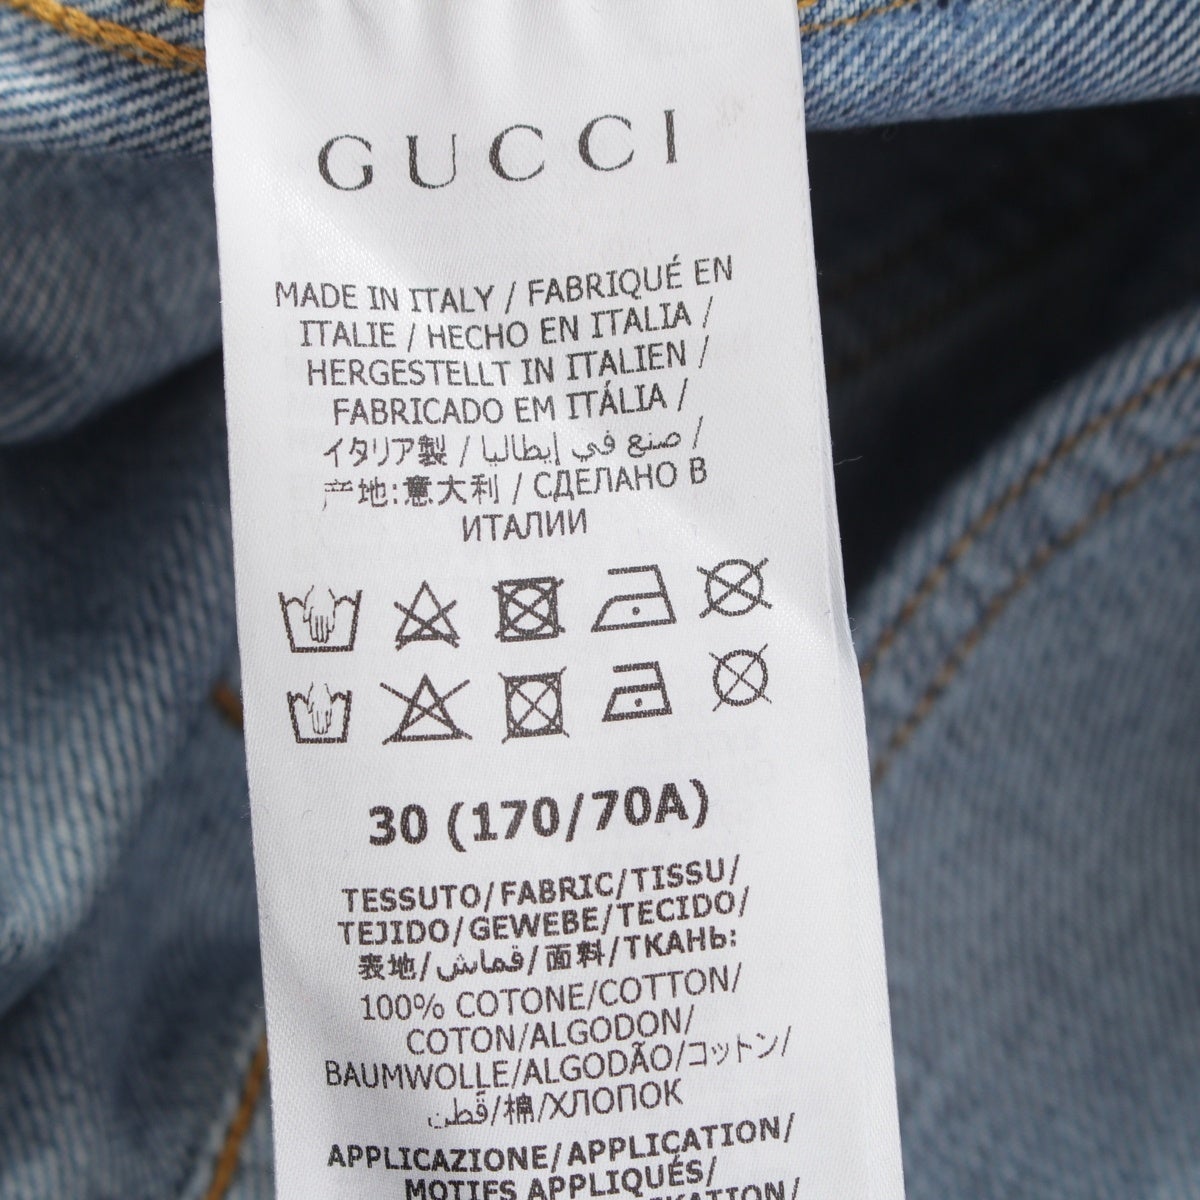 GUCCI
MADE IN ITALY / FABRIQUÉ EN
ITALIE / HECHO EN ITALIA /
HERGESTELLT IN ITALIEN /
FABRICADO EM ITÁLIA /
イタリア製 / صنع في إيطاليا /
产地:意大利 / СДЕЛАНО В
ИТАЛИИ
30 (170/70A)
TESSUTO/FABRIC/TISSU/
TEJIDO/GEWEBE/TECIDO/
表地/قماش/面料/ТКАНЬ:
100% COTONE/COTTON/
COTON/ALGODON/
BAUMWOLLE/ALGODÃO/コットン/
قطن/棉/ХЛОПОК
APPLICAZIONE/APPLICATION/
MOTIFS APPLIQUÉS/